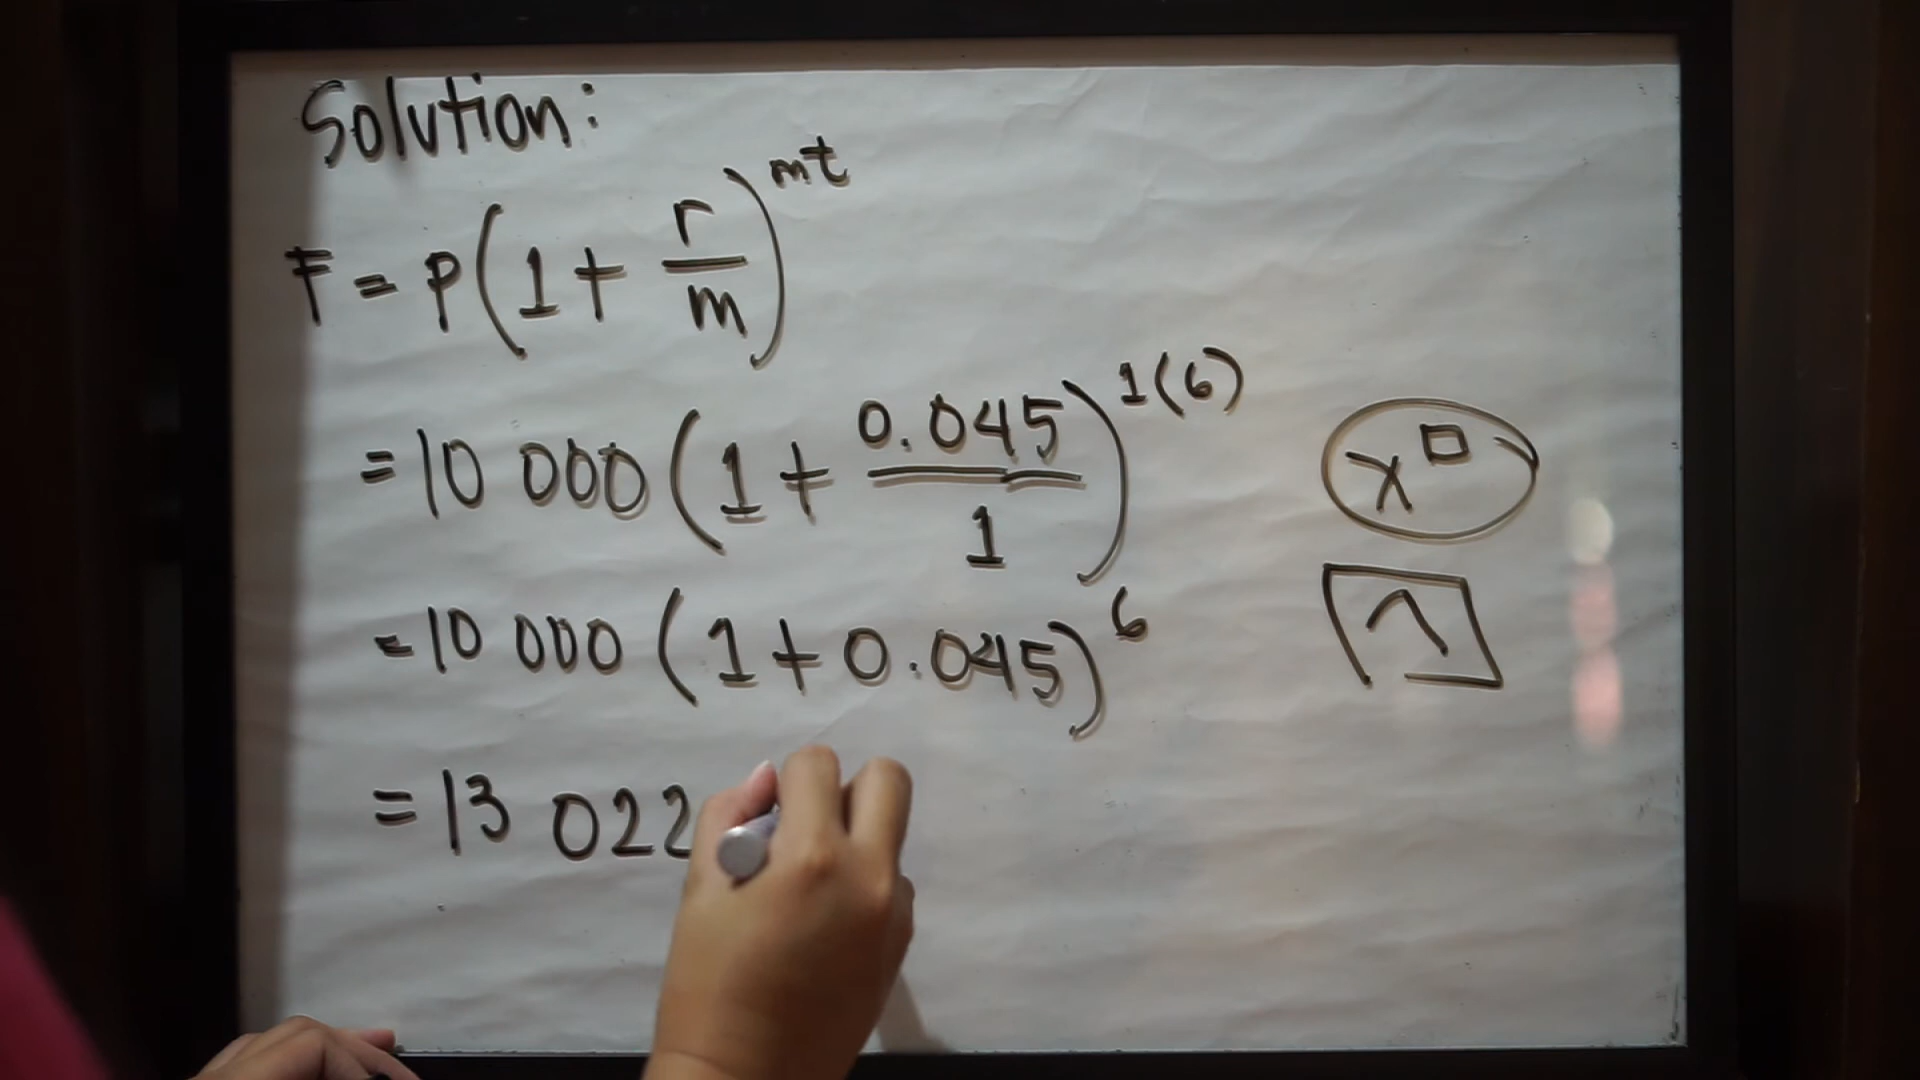 Solution:
F = P(1 + r/m)^mt
= 10 000 (1 + 0.045/1)^1(6)
= 10 000 (1 + 0.045)^6
= 13 022
x^□
^